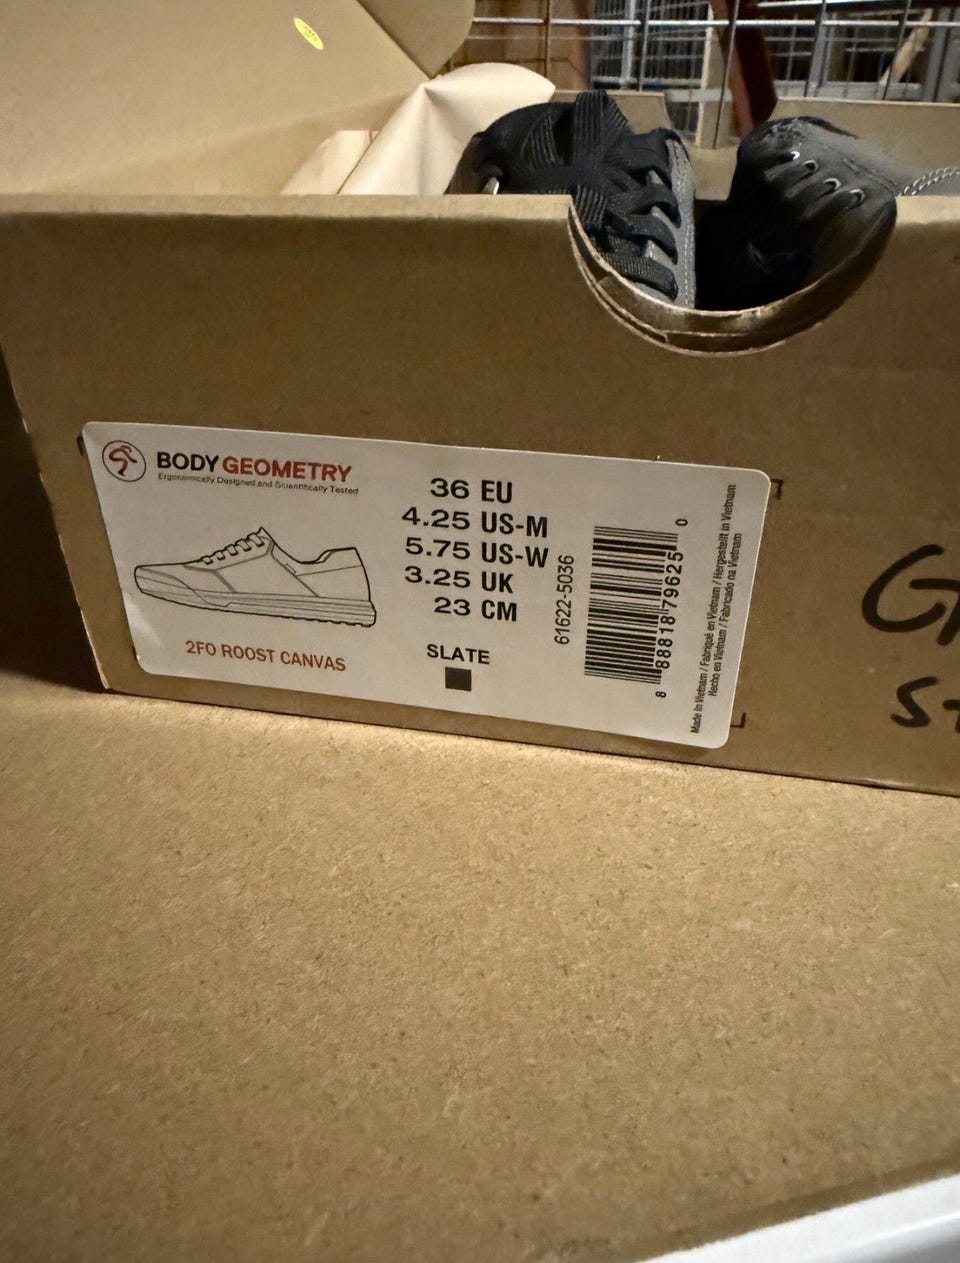 BODY GEOMETRY
Ergonomically Designed and Scientifically Tested
2FO ROOST CANVAS
36 EU
4.25 US-M
5.75 US-W
3.25 UK
23 CM
SLATE
61622-5036
8 88818 79625 0
Made in Vietnam / Fabriqué en Vietnam / Hergestellt in Vietnam
Hecho en Vietnam / Fabricado na Vietnam